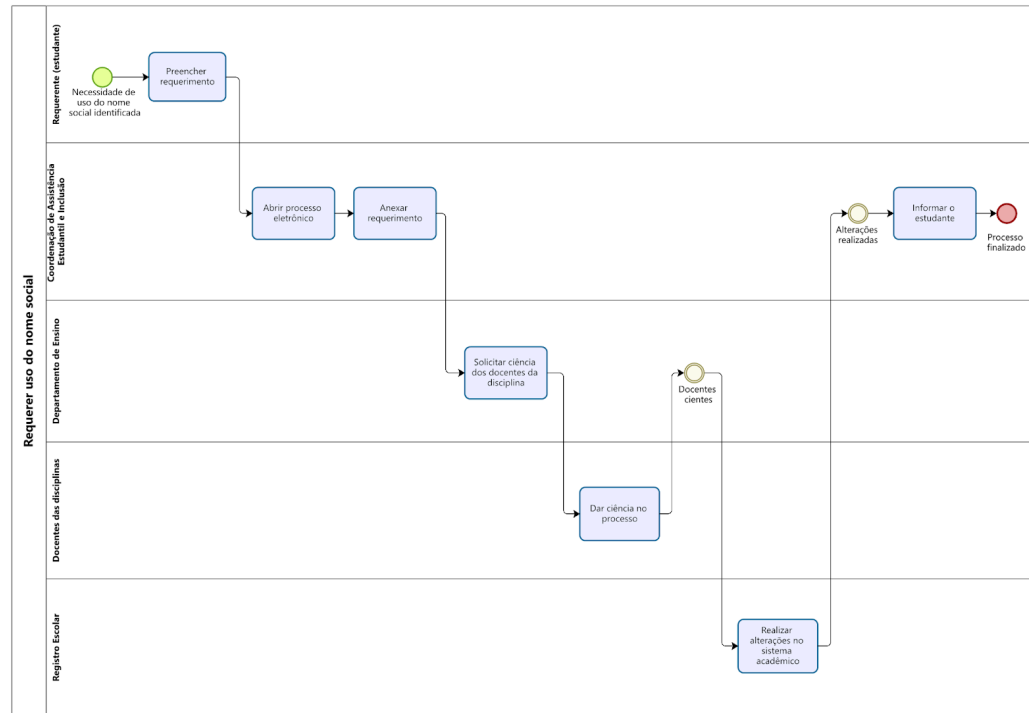 Requerer uso do nome social
Requerente (estudante)
Necessidade de
uso do nome
social identificada
Preencher
requerimento
Coordenação de Assistência
Estudantil e Inclusão
Abrir processo
eletrônico
Anexar
requerimento
Alterações
realizadas
Informar o
estudante
Processo
finalizado
Departamento de Ensino
Solicitar ciência
dos docentes da
disciplina
Docentes
cientes
Docentes das disciplinas
Dar ciência no
processo
Registro Escolar
Realizar
alterações no
sistema
acadêmico